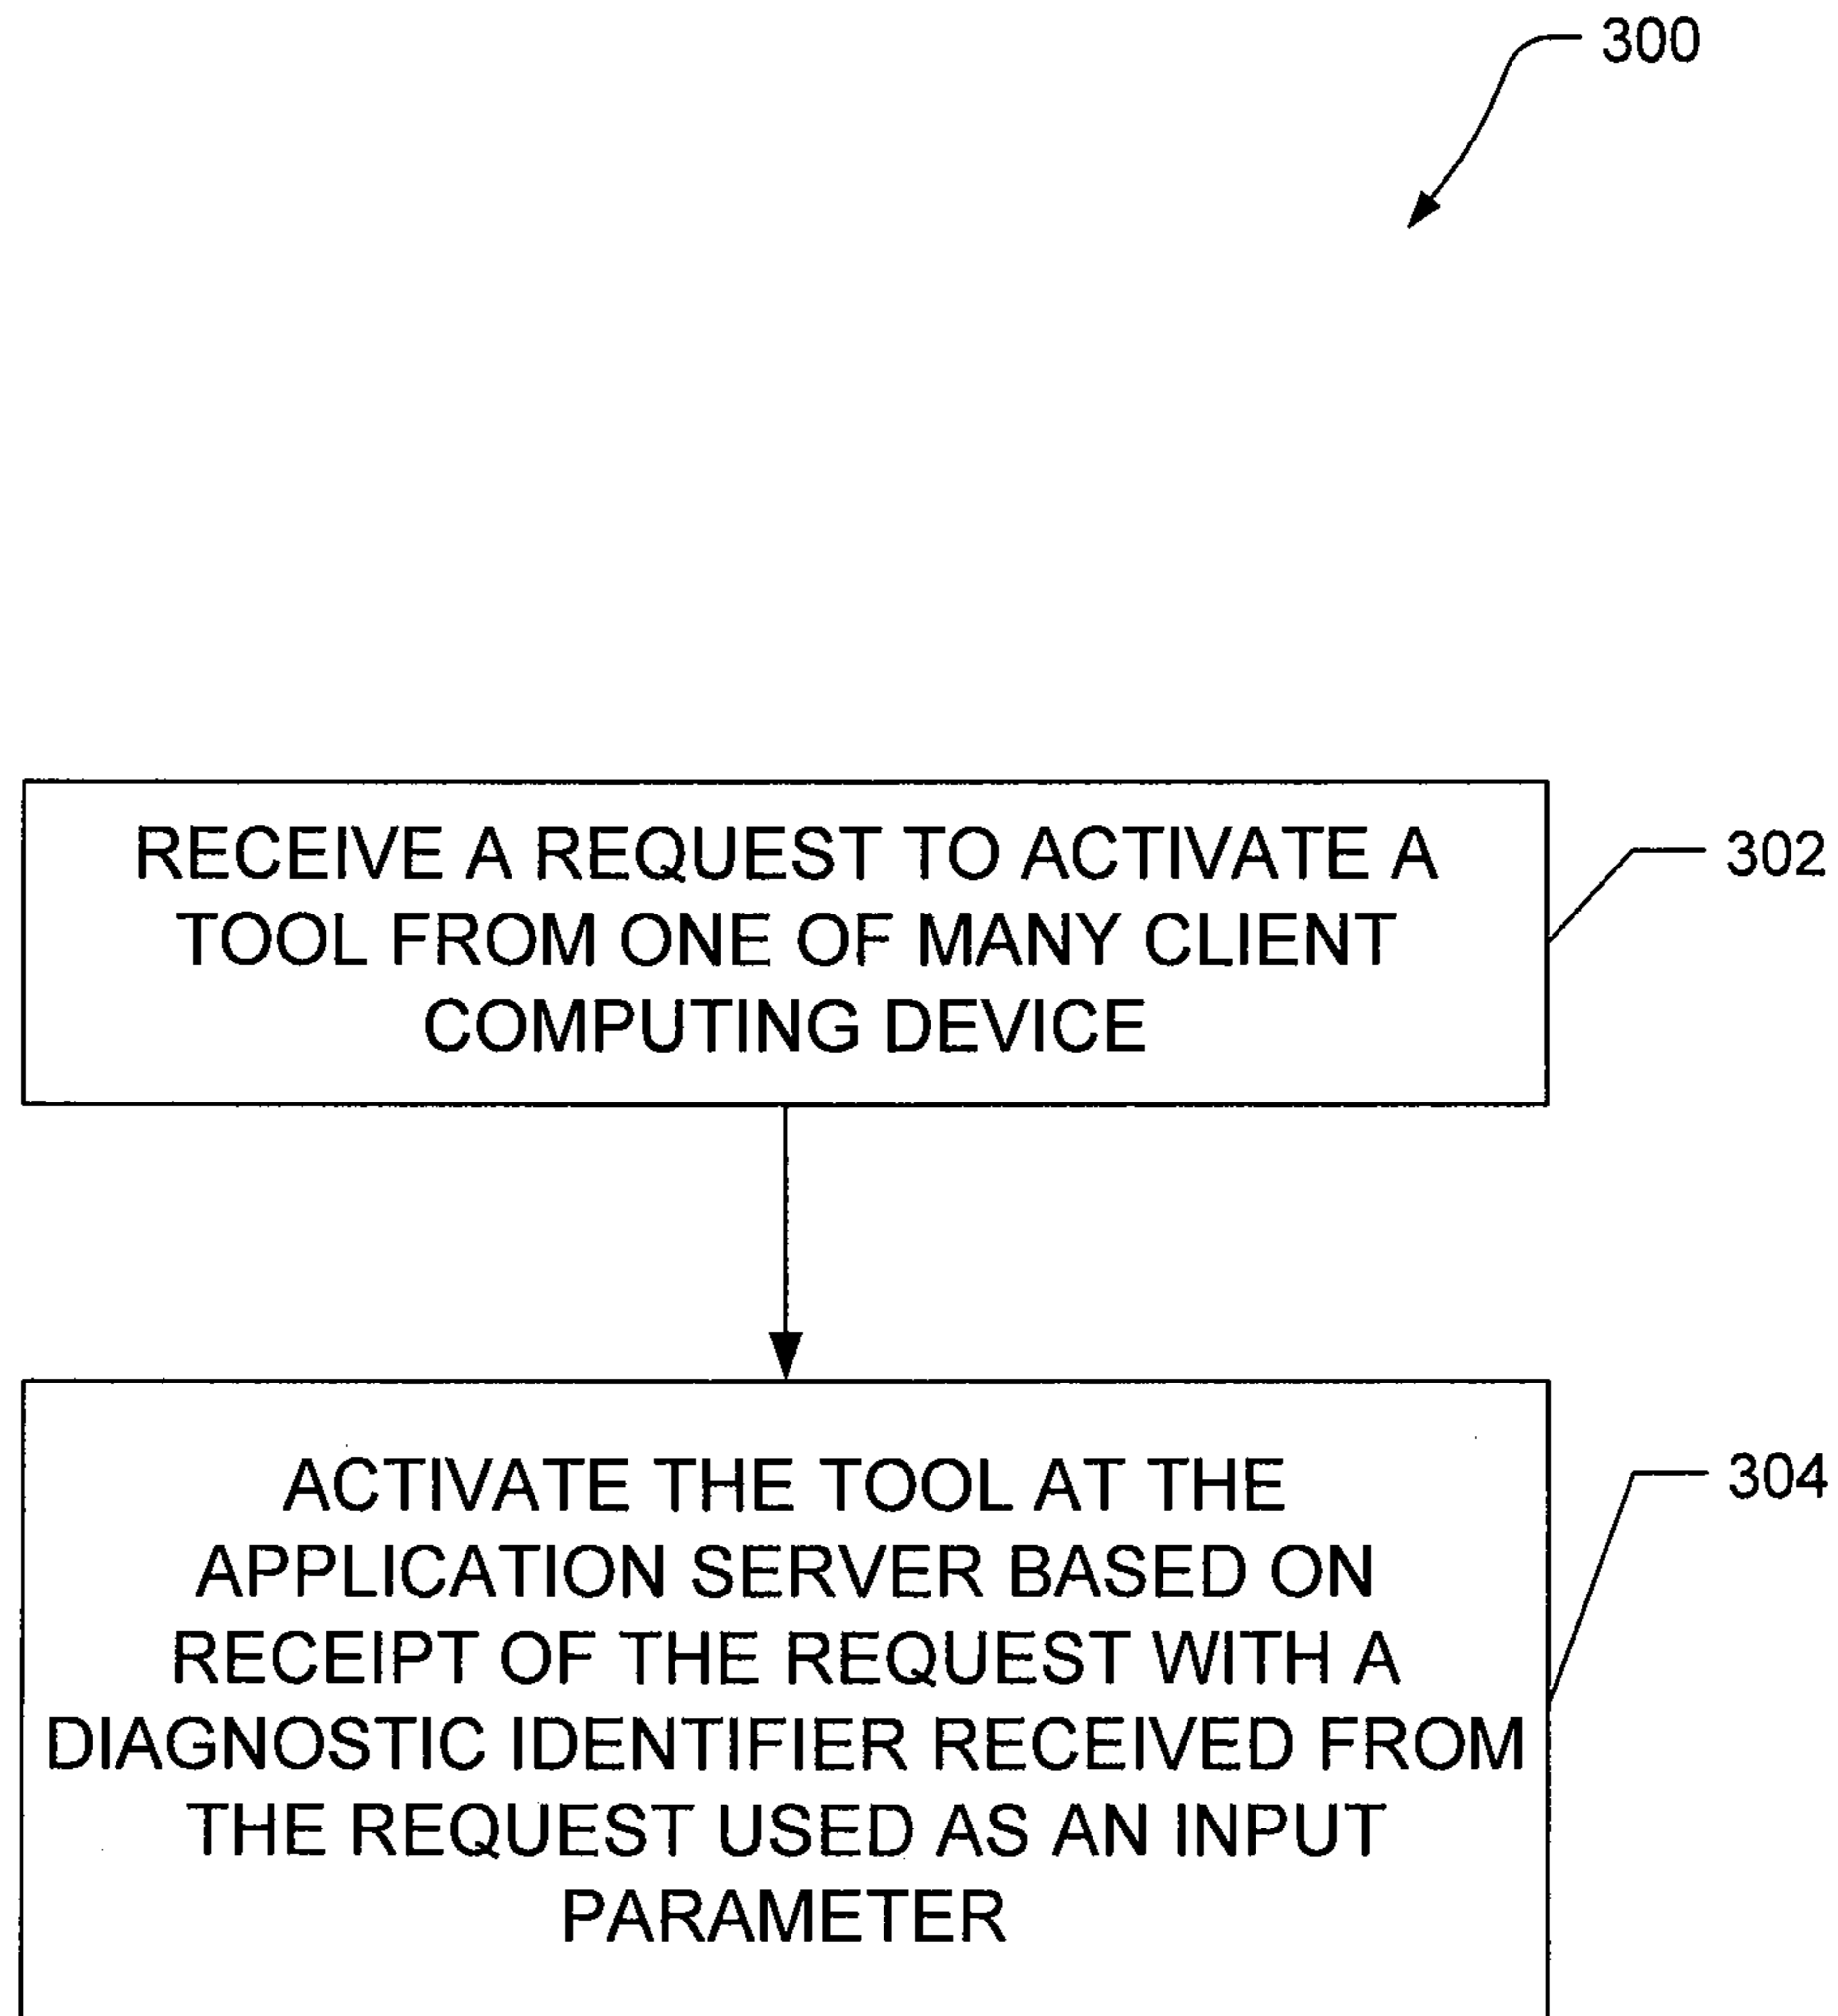 300
RECEIVE A REQUEST TO ACTIVATE A
TOOL FROM ONE OF MANY CLIENT
COMPUTING DEVICE
302
ACTIVATE THE TOOL AT THE
APPLICATION SERVER BASED ON
RECEIPT OF THE REQUEST WITH A
DIAGNOSTIC IDENTIFIER RECEIVED FROM
THE REQUEST USED AS AN INPUT
PARAMETER
304